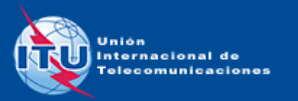 ITU
Unión
Internacional de
Telecomunicaciones